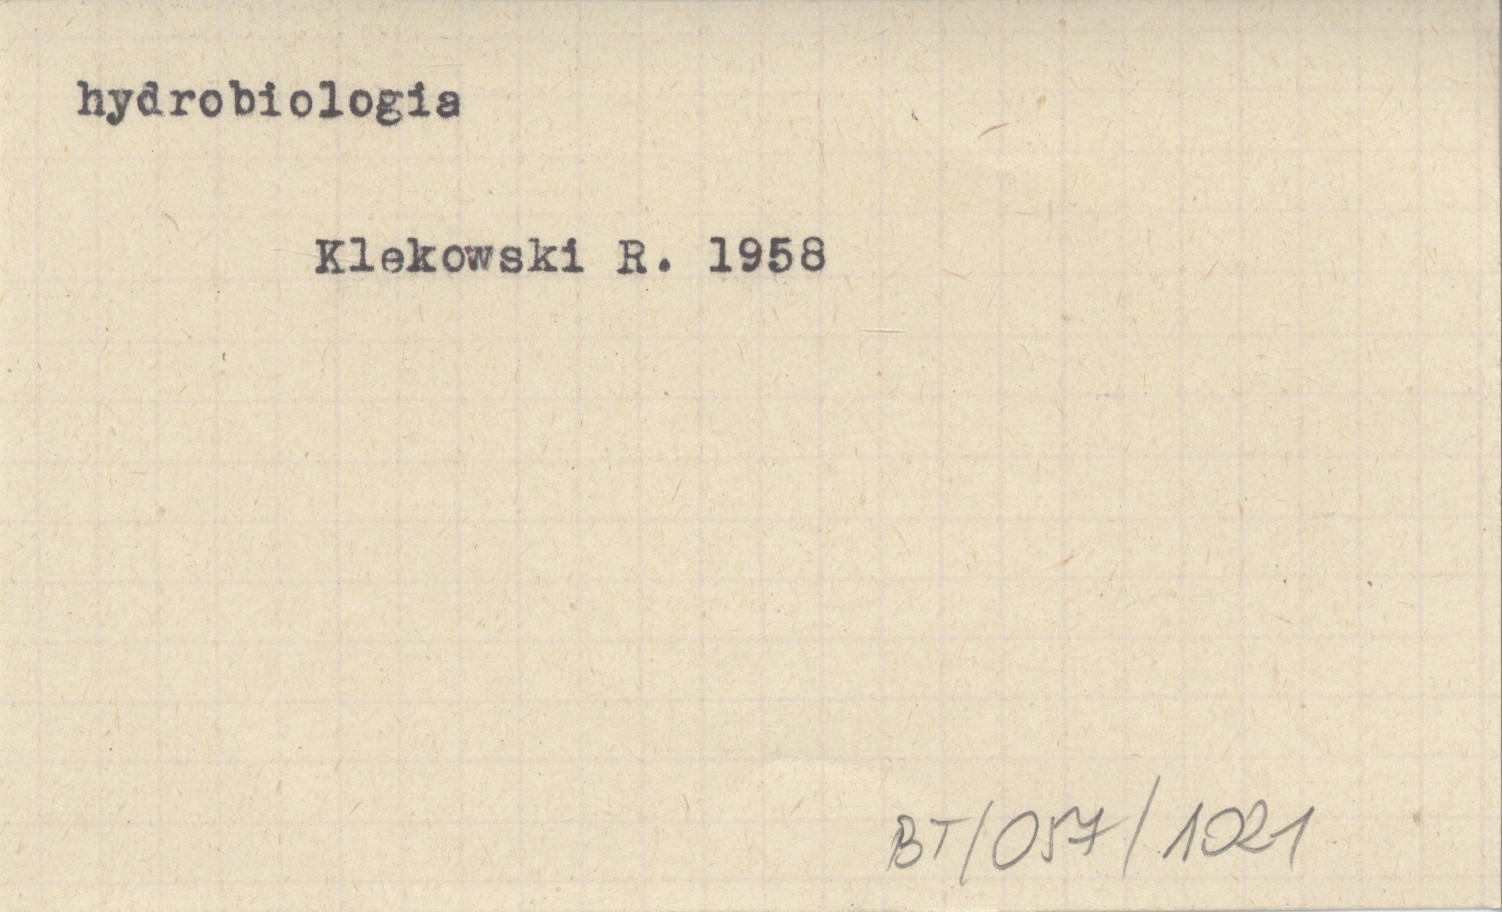 hydrobiologia
Klekowski R. 1958
BT/057/1021